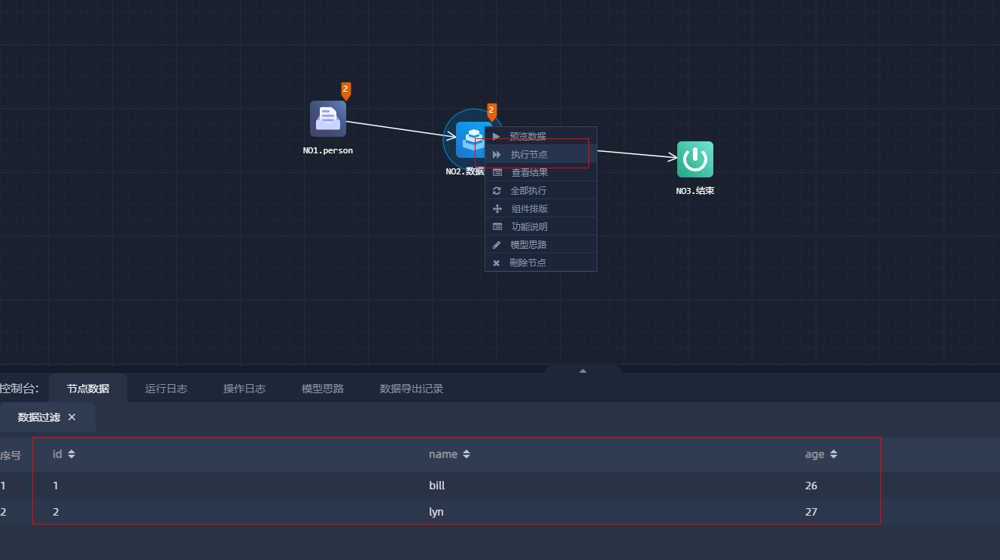 2
NO1.person
2
NO2.数据
预览数据
执行节点
查看结果
全部执行
组件排版
功能说明
模型思路
删除节点
NO3.结束
控制台: 节点数据 运行日志 操作日志 模型思路 数据导出记录
数据过滤 ×
序号 id name age
1 1 bill 26
2 2 lyn 27